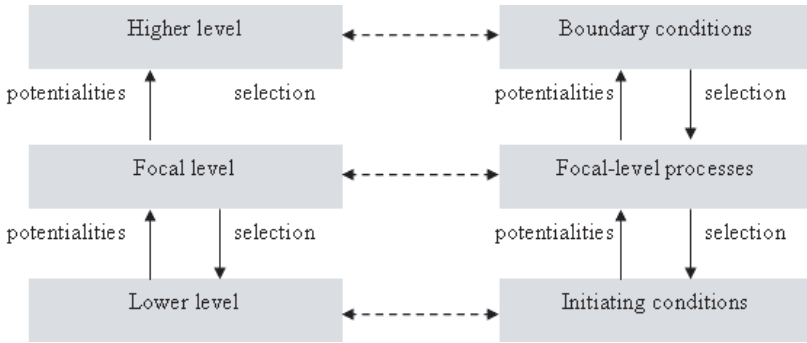 Higher level
Boundary conditions
potentialities selection potentialities selection
Focal level
Focal-level processes
potentialities selection potentialities selection
Lower level
Initiating conditions